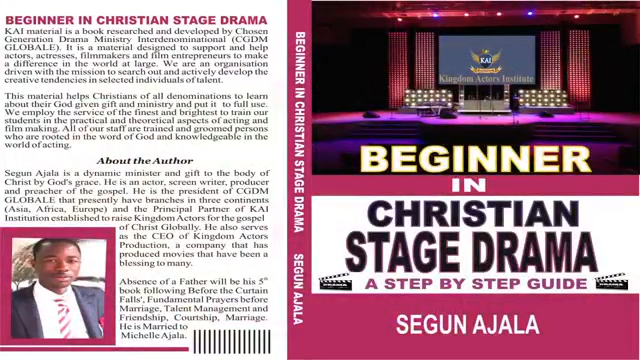 BEGINNER IN CHRISTIAN STAGE DRAMA
KAI material is a book researched and developed by Chosen
Generation Drama Ministry Interdenominational (CGDM
GLOBALE). It is a material designed to support and help
actors, actresses, filmmakers and film entrepreneurs to make
a difference in the world at large. We are an organisation
driven with the mission to search out and actively develop the
creative tendencies in selected individuals of talent.
This material helps Christians of all denominations to learn
about their God given gift and ministry and put it to full use.
We employ the service of the finest and brightest to train our
students in the practical and theoretical aspects of acting and
film making. All of our staff are trained and groomed persons
who are rooted in the word of God and knowledgeable in the
world of acting.
About the Author
Segun Ajala is a dynamic minister and gift to the body of
Christ by God's grace. He is an actor, screen writer, producer
and preacher of the gospel. He is the president of CGDM
GLOBALE that presently have branches in three continents
(Asia, Africa, Europe) and the Principal Partner of KAI
Institution established to raise Kingdom Actors for the gospel
of Christ Globally. He also serves
as the CEO of Kingdom Actors
Production, a company that has
produced movies that have been a
blessing to many.
Absence of a Father will be his 5th
book following Before the Curtain
Falls', Fundamental Prayers before
Marriage, Talent Management and
Friendship, Courtship, Marriage.
He is Married to
Michelle Ajala.
BEGINNER IN CHRISTIAN STAGE DRAMA SEGUN AJALA
KAI
Kingdom Actors Institute
BEGINNER
IN
CHRISTIAN
STAGE DRAMA
A STEP BY STEP GUIDE
DRAMA
DRAMA
SEGUN AJALA